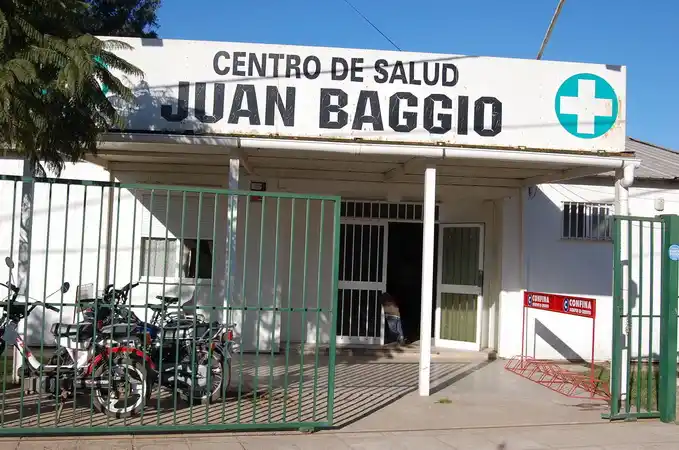 CENTRO DE SALUD
JUAN BAGGIO
CONFINA CONFINA